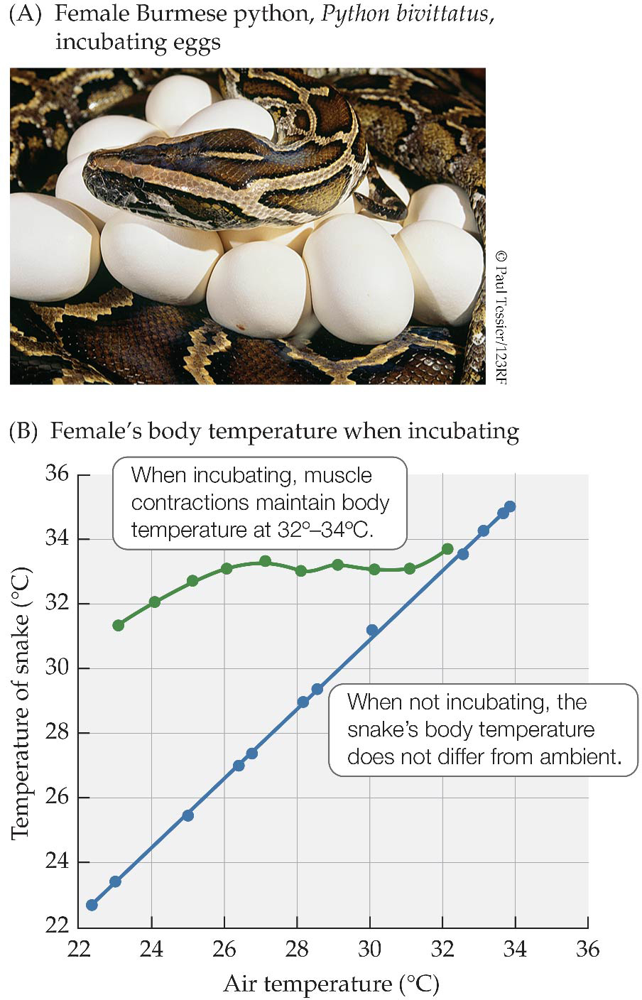 (A) Female Burmese python, Python bivittatus,
incubating eggs
© Paul Tessier/123RF
(B) Female’s body temperature when incubating
When incubating, muscle
contractions maintain body
temperature at 32º–34ºC.
When not incubating, the
snake’s body temperature
does not differ from ambient.
Temperature of snake (°C)
36
34
32
30
28
26
24
22
22 24 26 28 30 32 34 36
Air temperature (°C)